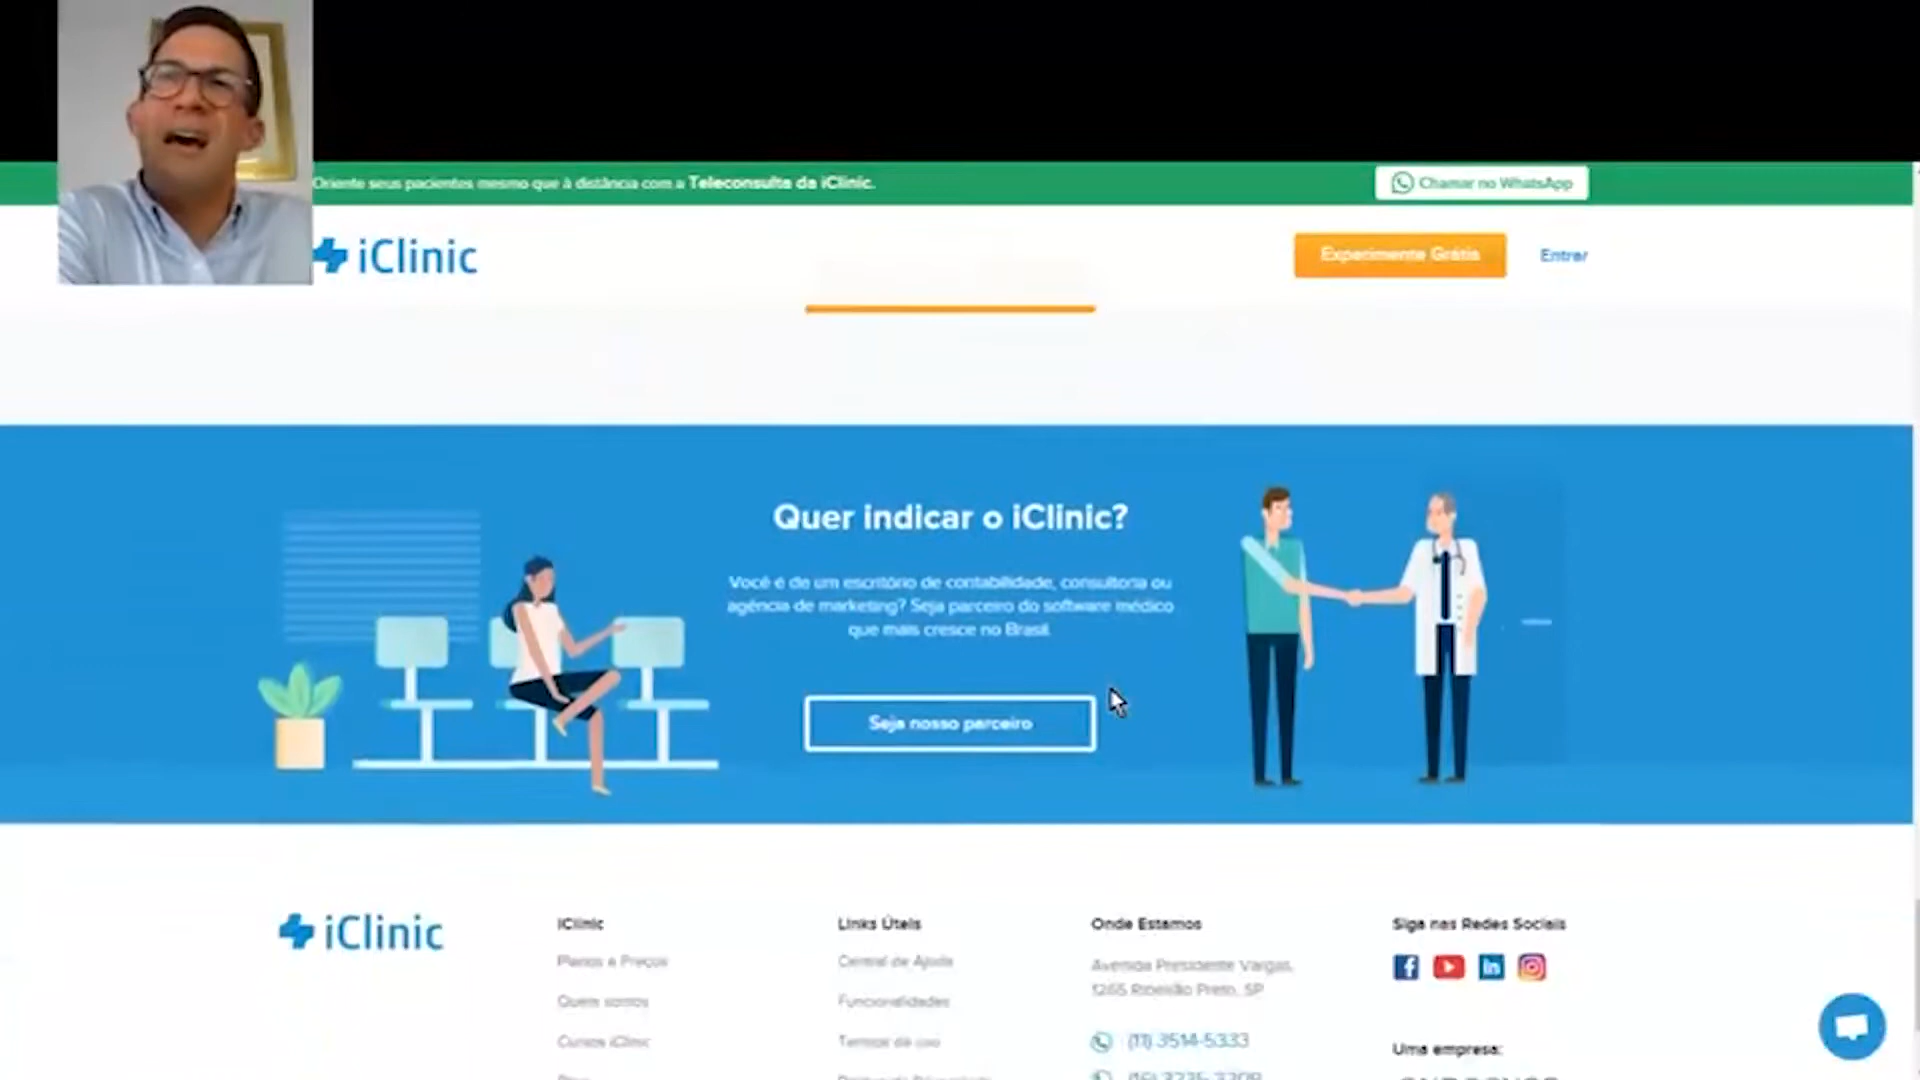 Oriente seus pacientes mesmo que à distância com a Teleconsulta da iClinic.
Chamar no WhatsApp
iClinic
Experimente Grátis
Entrar
Quer indicar o iClinic?
Você é de um escritório de contabilidade, consultoria ou
agência de marketing? Seja parceiro do software médico
que mais cresce no Brasil.
Seja nosso parceiro
iClinic
iClinic
Planos e Preços
Quem somos
Cursos iClinic
Links Úteis
Central de Ajuda
Funcionalidades
Termos de uso
Onde Estamos
Avenida Presidente Vargas,
1265 Ribeirão Preto, SP
(11) 3514-5333
Siga nas Redes Sociais
Uma empresa: